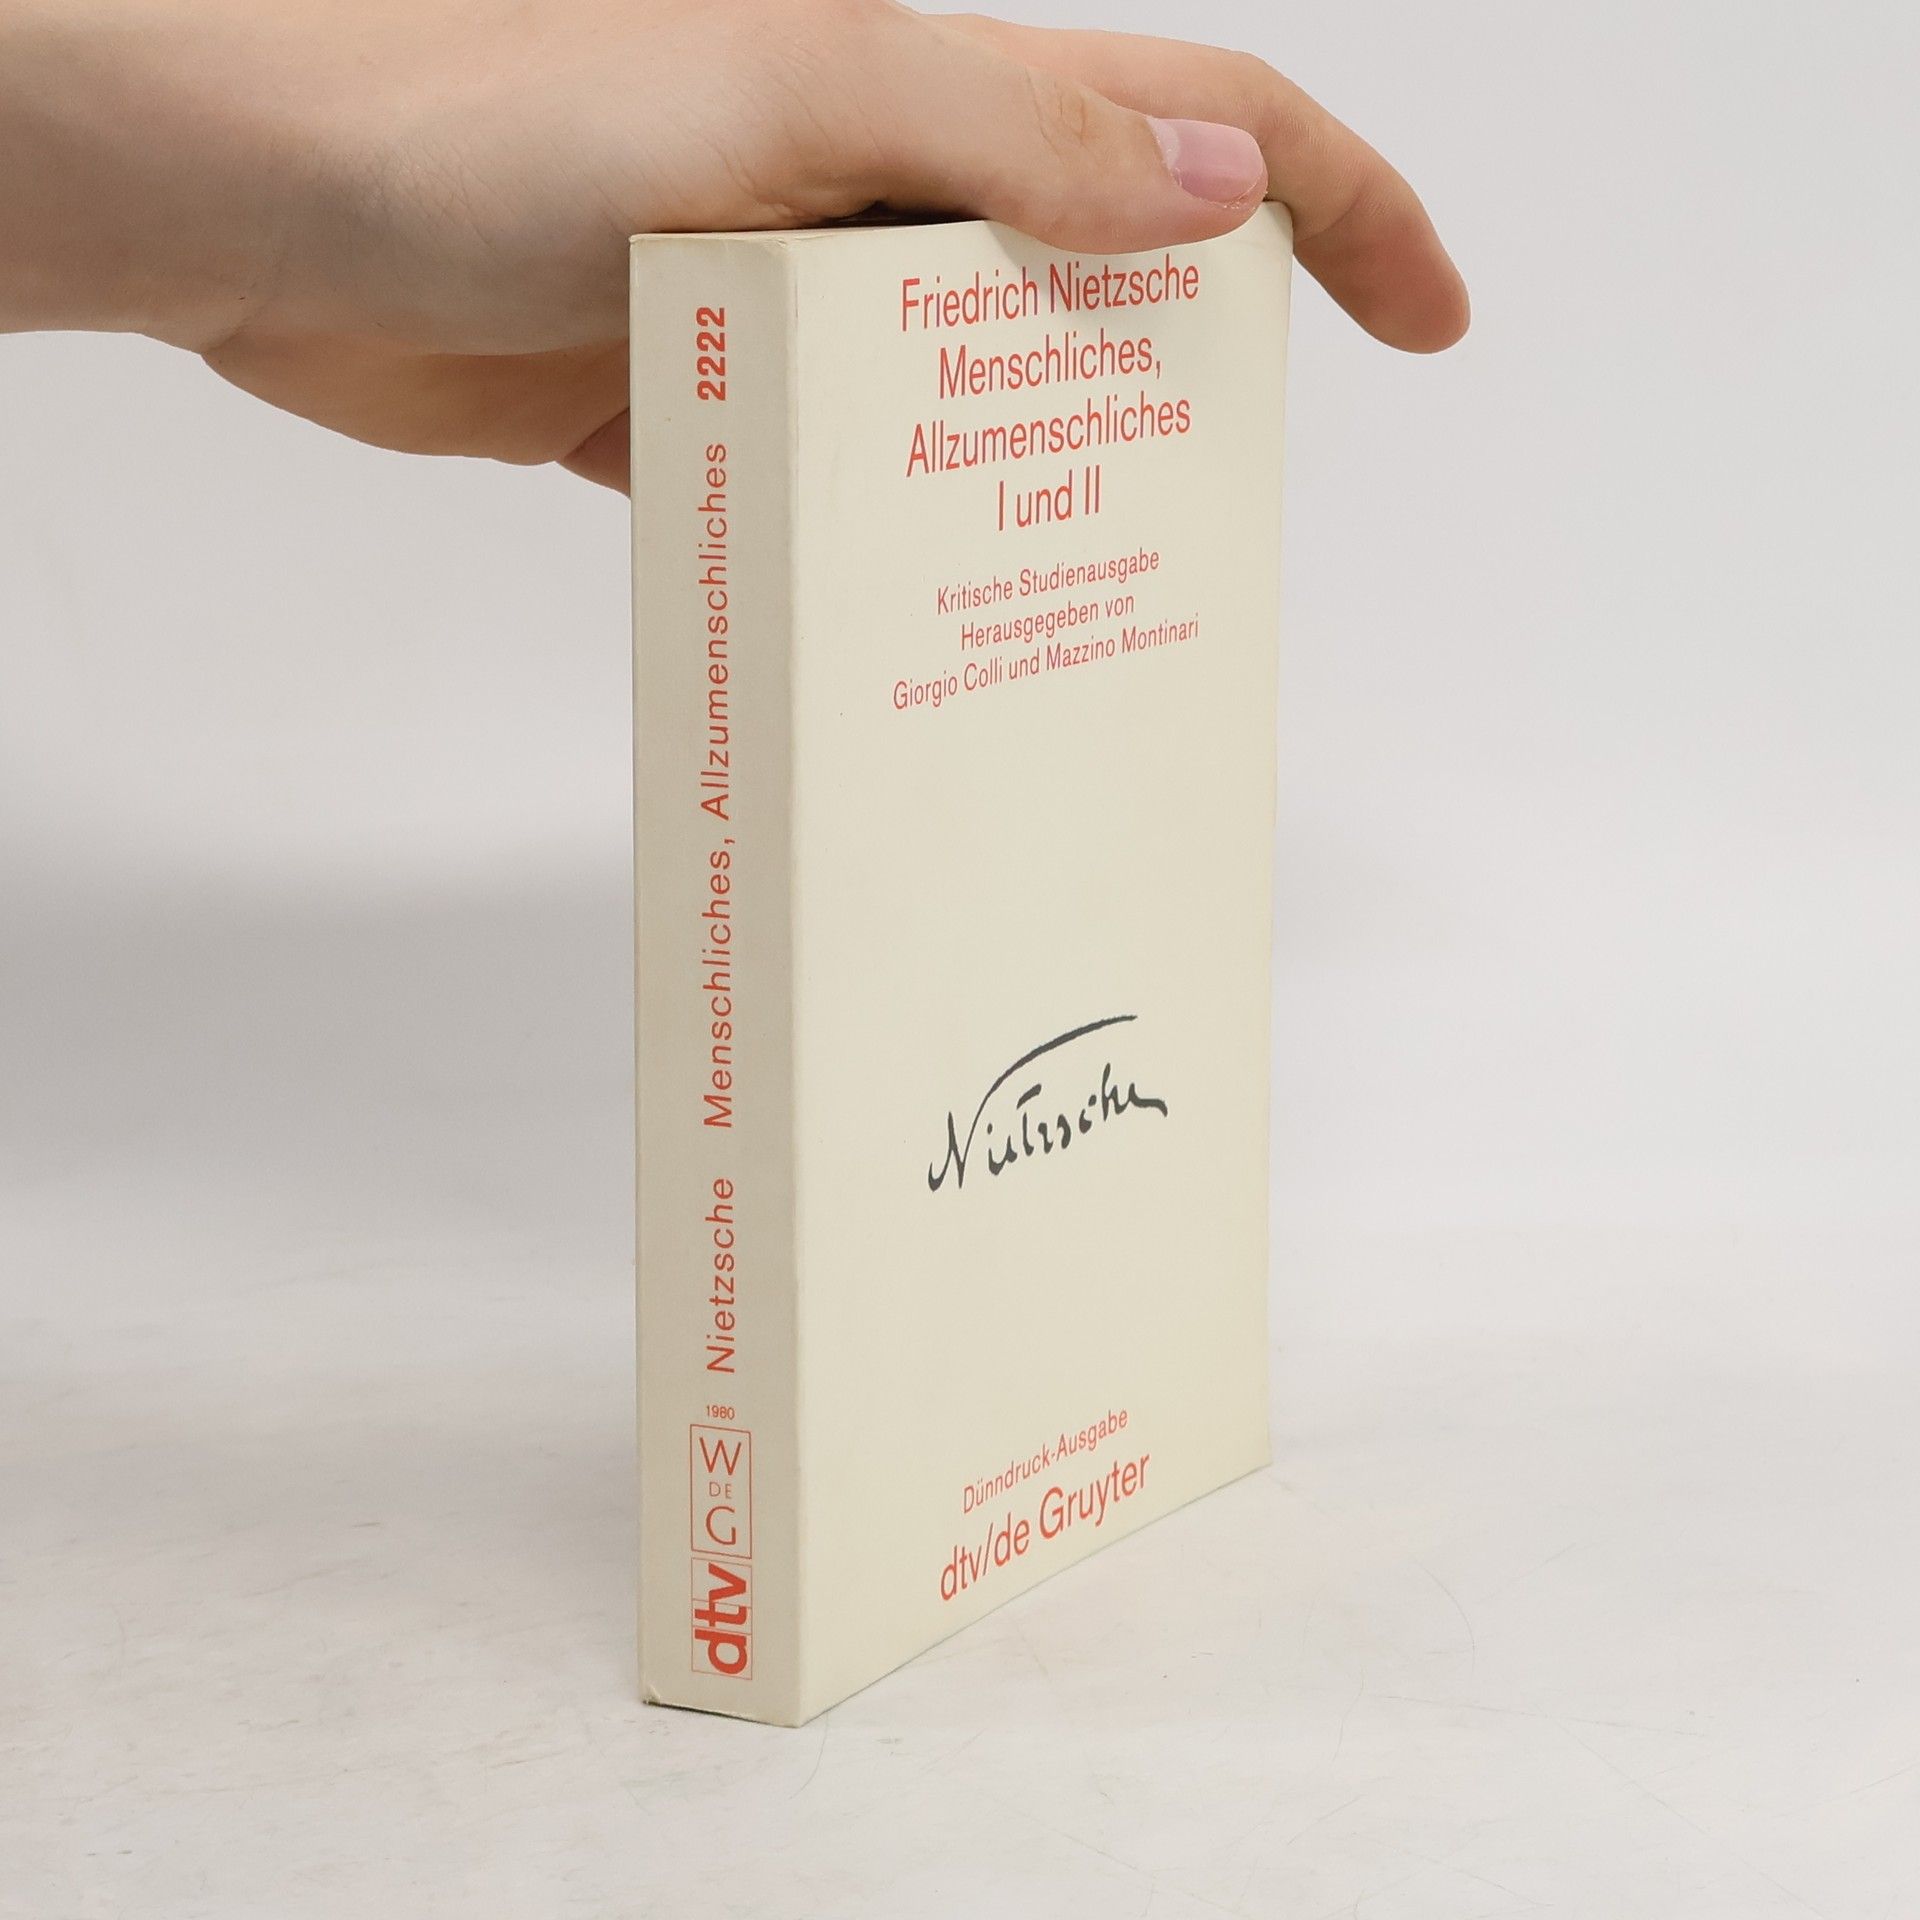 Friedrich Nietzsche
Menschliches,
Allzumenschliches
I und II
Kritische Studienausgabe
Herausgegeben von
Giorgio Colli und Mazzino Montinari
Nietzsche
Dünndruck-Ausgabe
dtv/de Gruyter
Nietzsche Menschliches, Allzumenschliches 2222
1980
W
DE
G
dtv